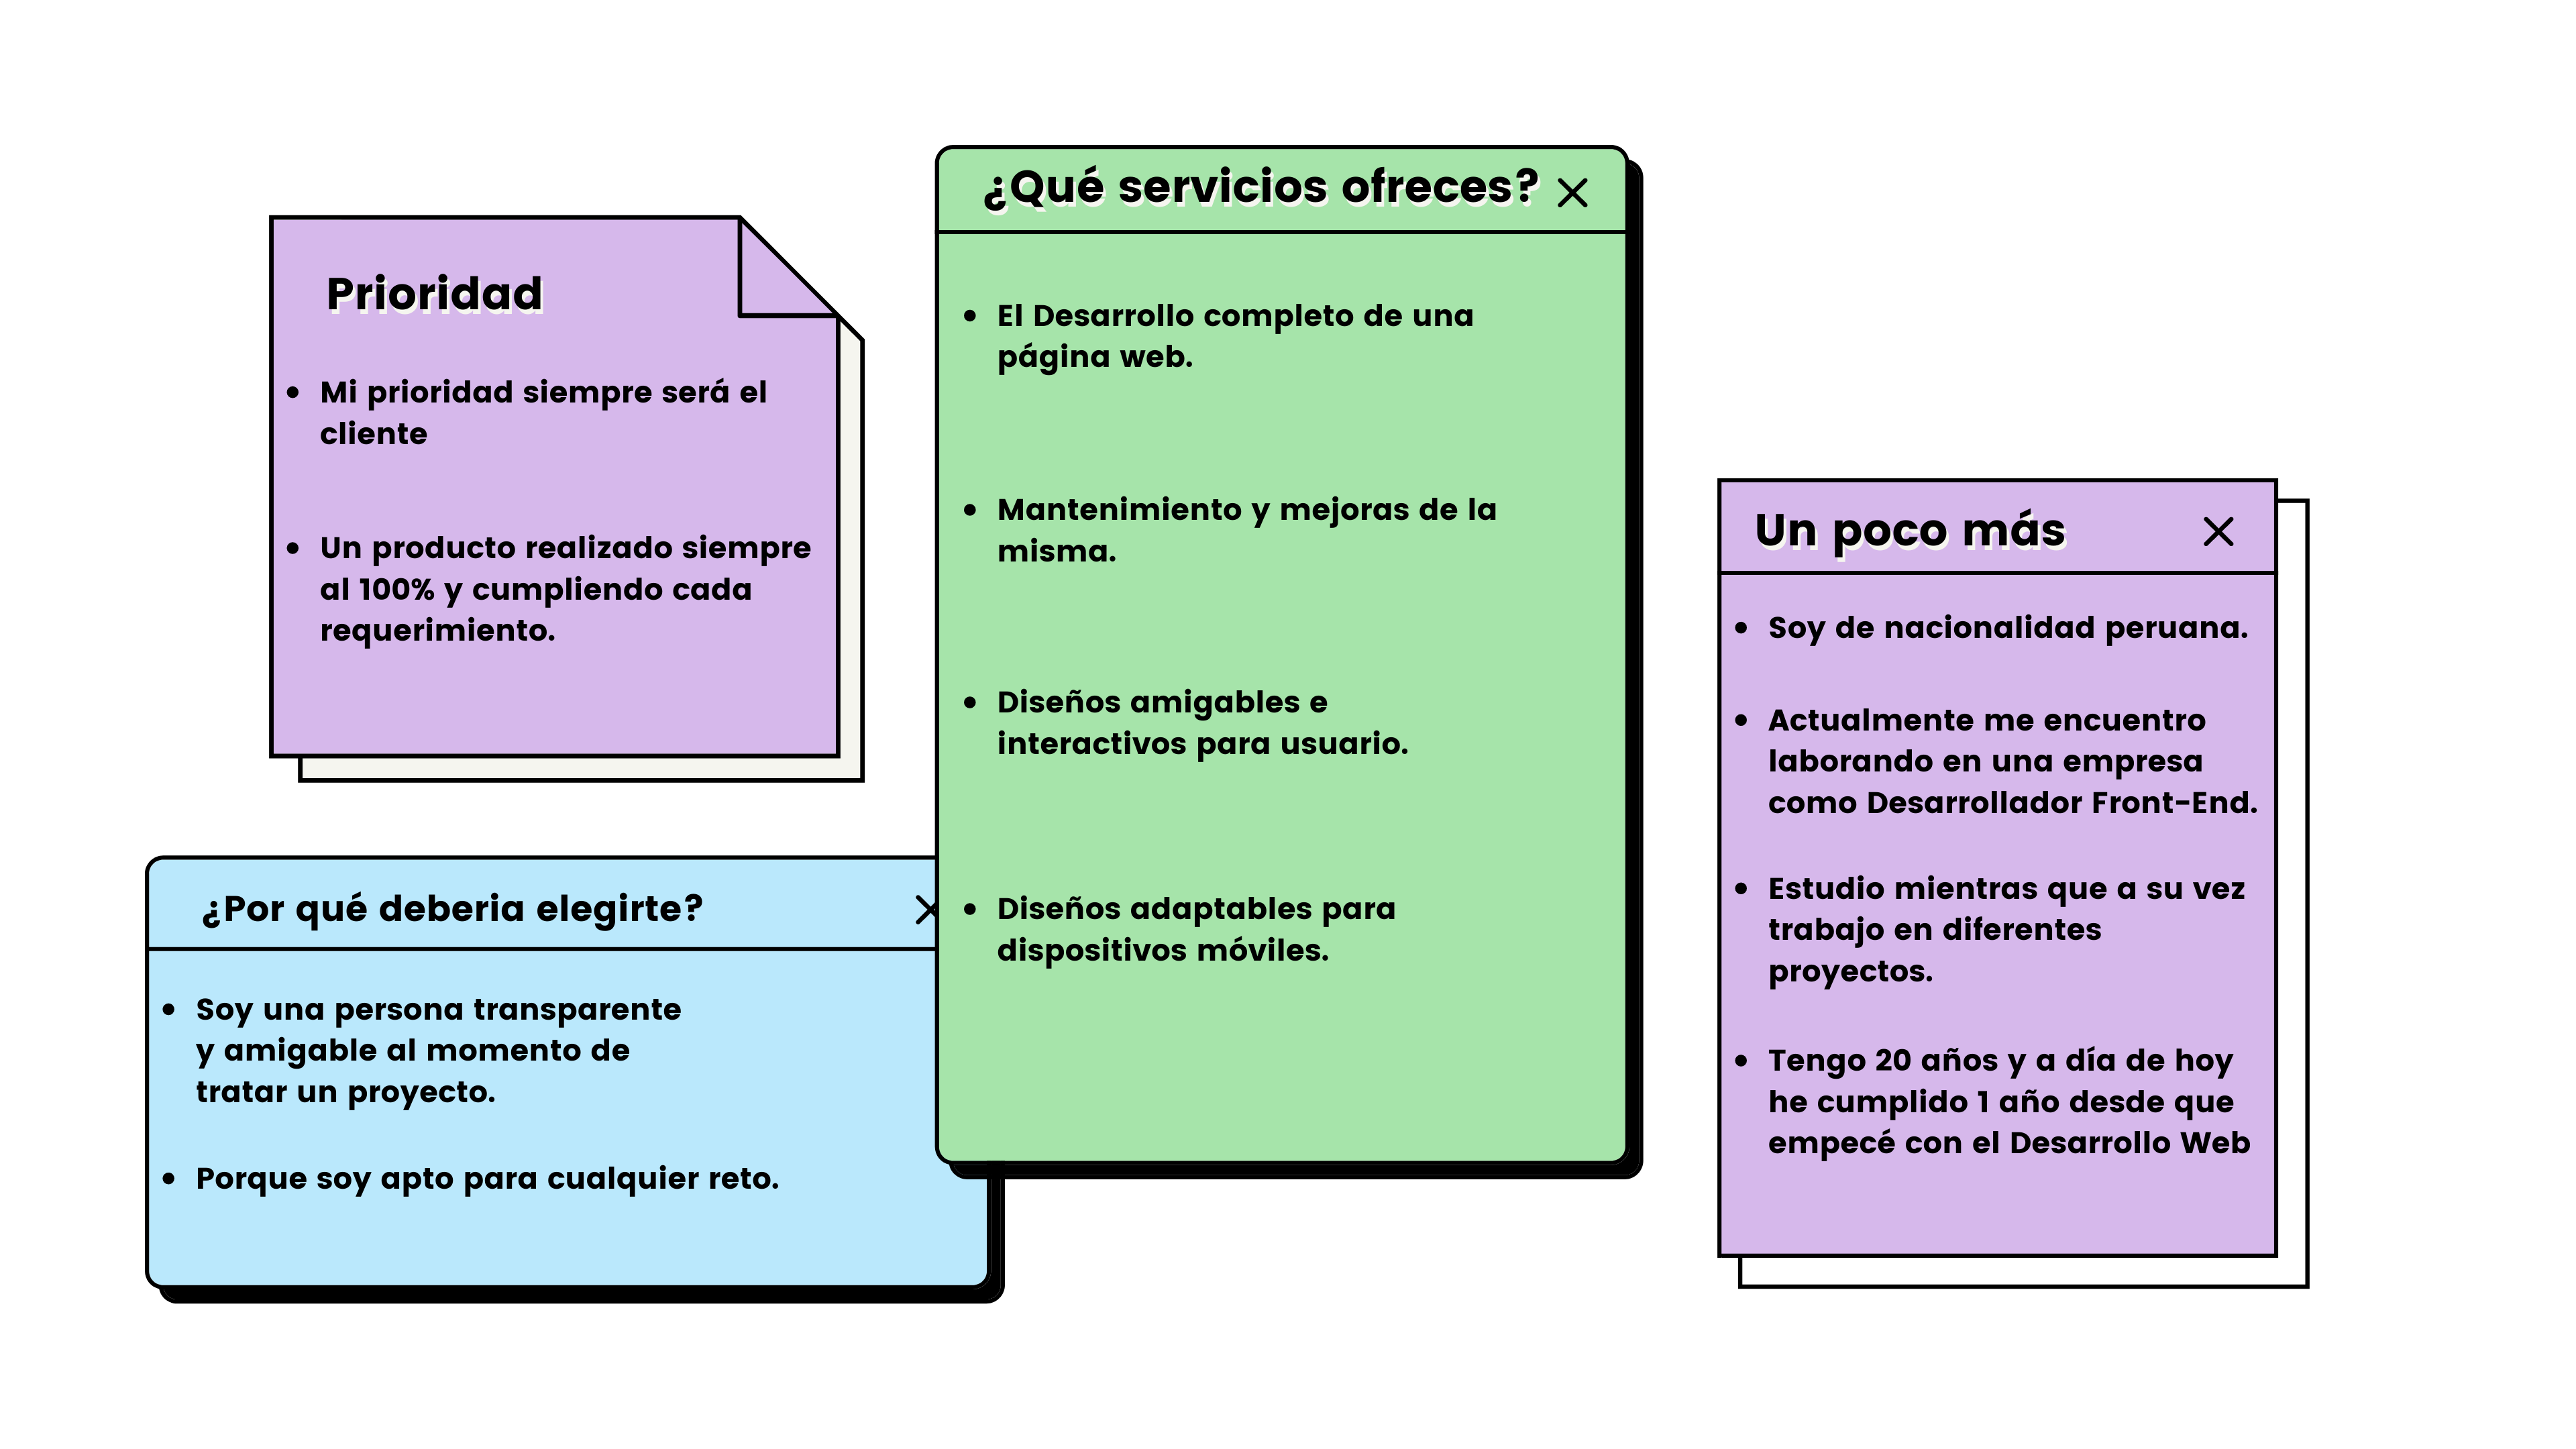 Prioridad
• Mi prioridad siempre será el
cliente
• Un producto realizado siempre
al 100% y cumpliendo cada
requerimiento.
¿Por qué deberia elegirte?
• Soy una persona transparente
y amigable al momento de
tratar un proyecto.
• Porque soy apto para cualquier reto.
¿Qué servicios ofreces?
• El Desarrollo completo de una
página web.
• Mantenimiento y mejoras de la
misma.
• Diseños amigables e
interactivos para usuario.
• Diseños adaptables para
dispositivos móviles.
Un poco más
• Soy de nacionalidad peruana.
• Actualmente me encuentro
laborando en una empresa
como Desarrollador Front-End.
• Estudio mientras que a su vez
trabajo en diferentes
proyectos.
• Tengo 20 años y a día de hoy
he cumplido 1 año desde que
empecé con el Desarrollo Web